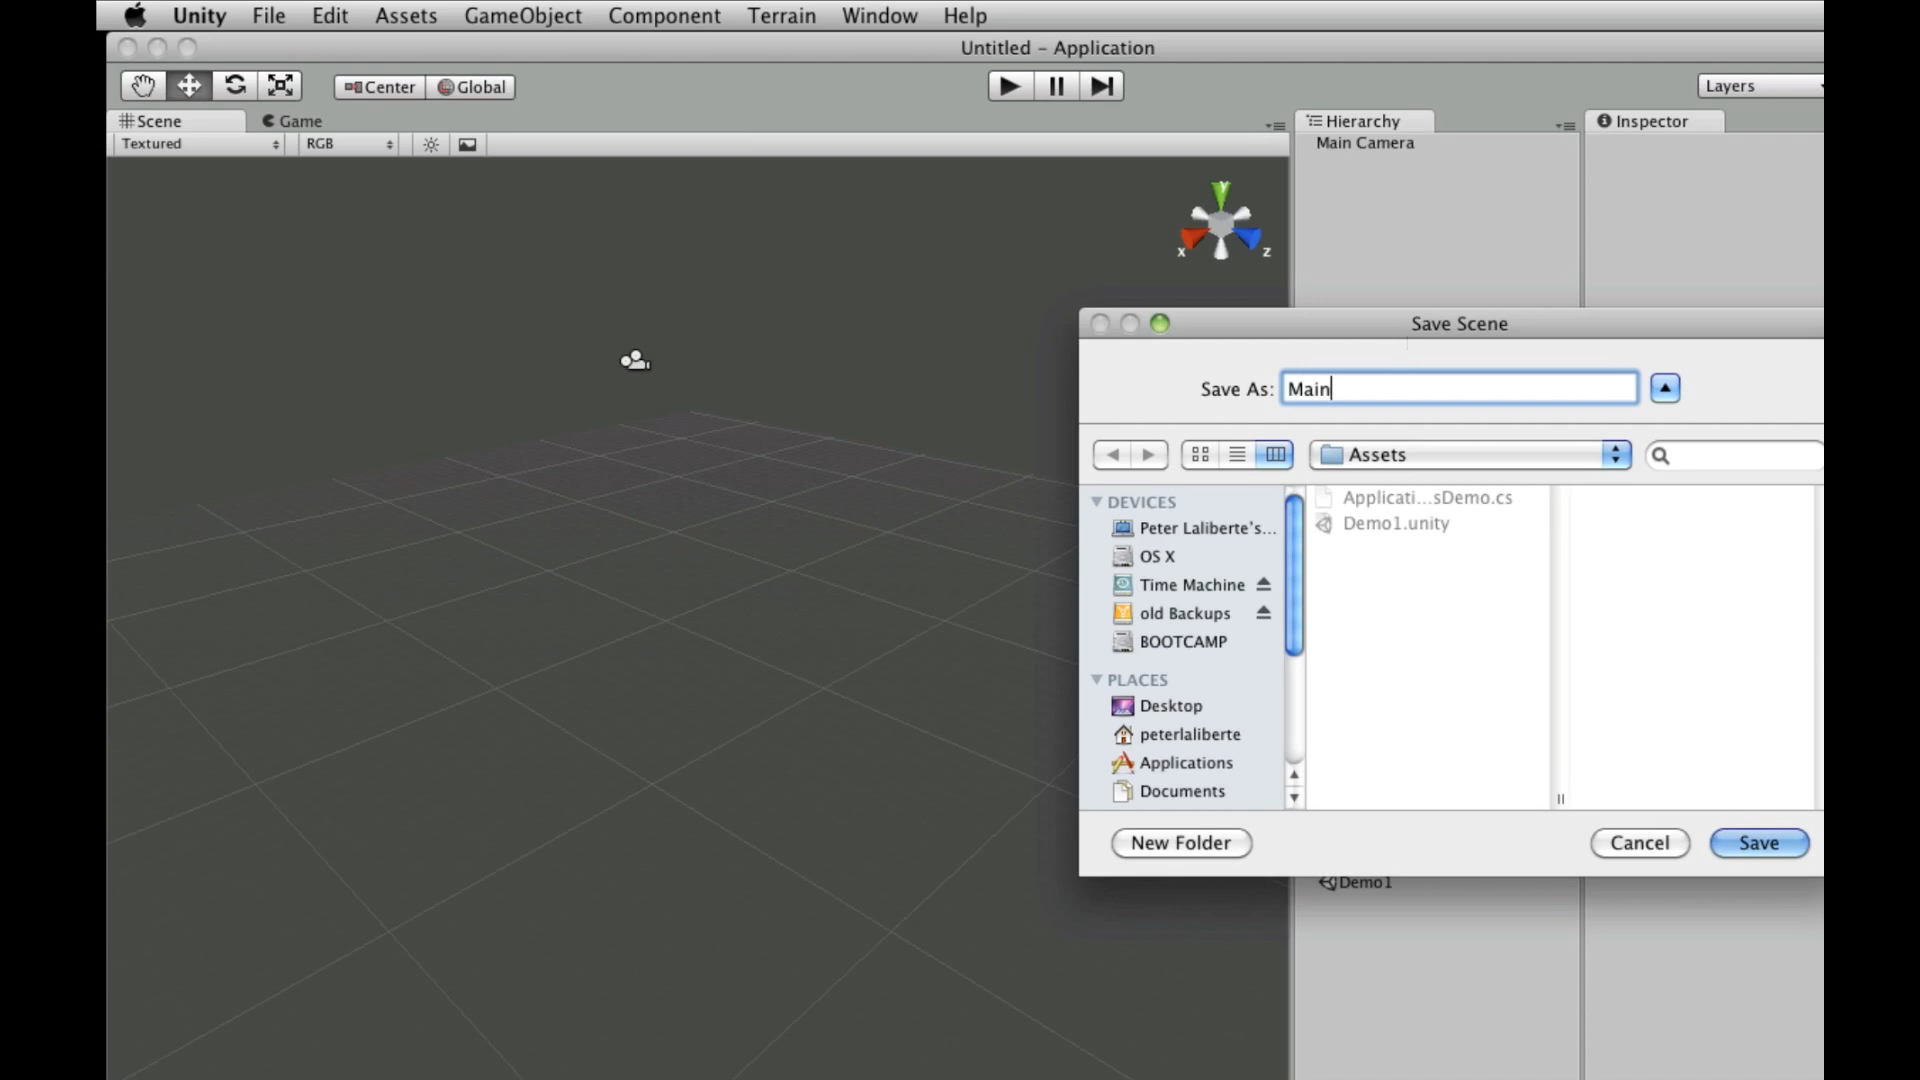 Unity File Edit Assets GameObject Component Terrain Window Help
Untitled – Application
Center Global
Layers
Scene Game
Hierarchy
Inspector
Textured RGB
Main Camera
y
x z
Save Scene
Save As: Main
Assets
DEVICES
Peter Laliberte's...
OS X
Time Machine
old Backups
BOOTCAMP
PLACES
Desktop
peterlaliberte
Applications
Documents
Applicati...sDemo.cs
Demo1.unity
New Folder Cancel Save
Demo1